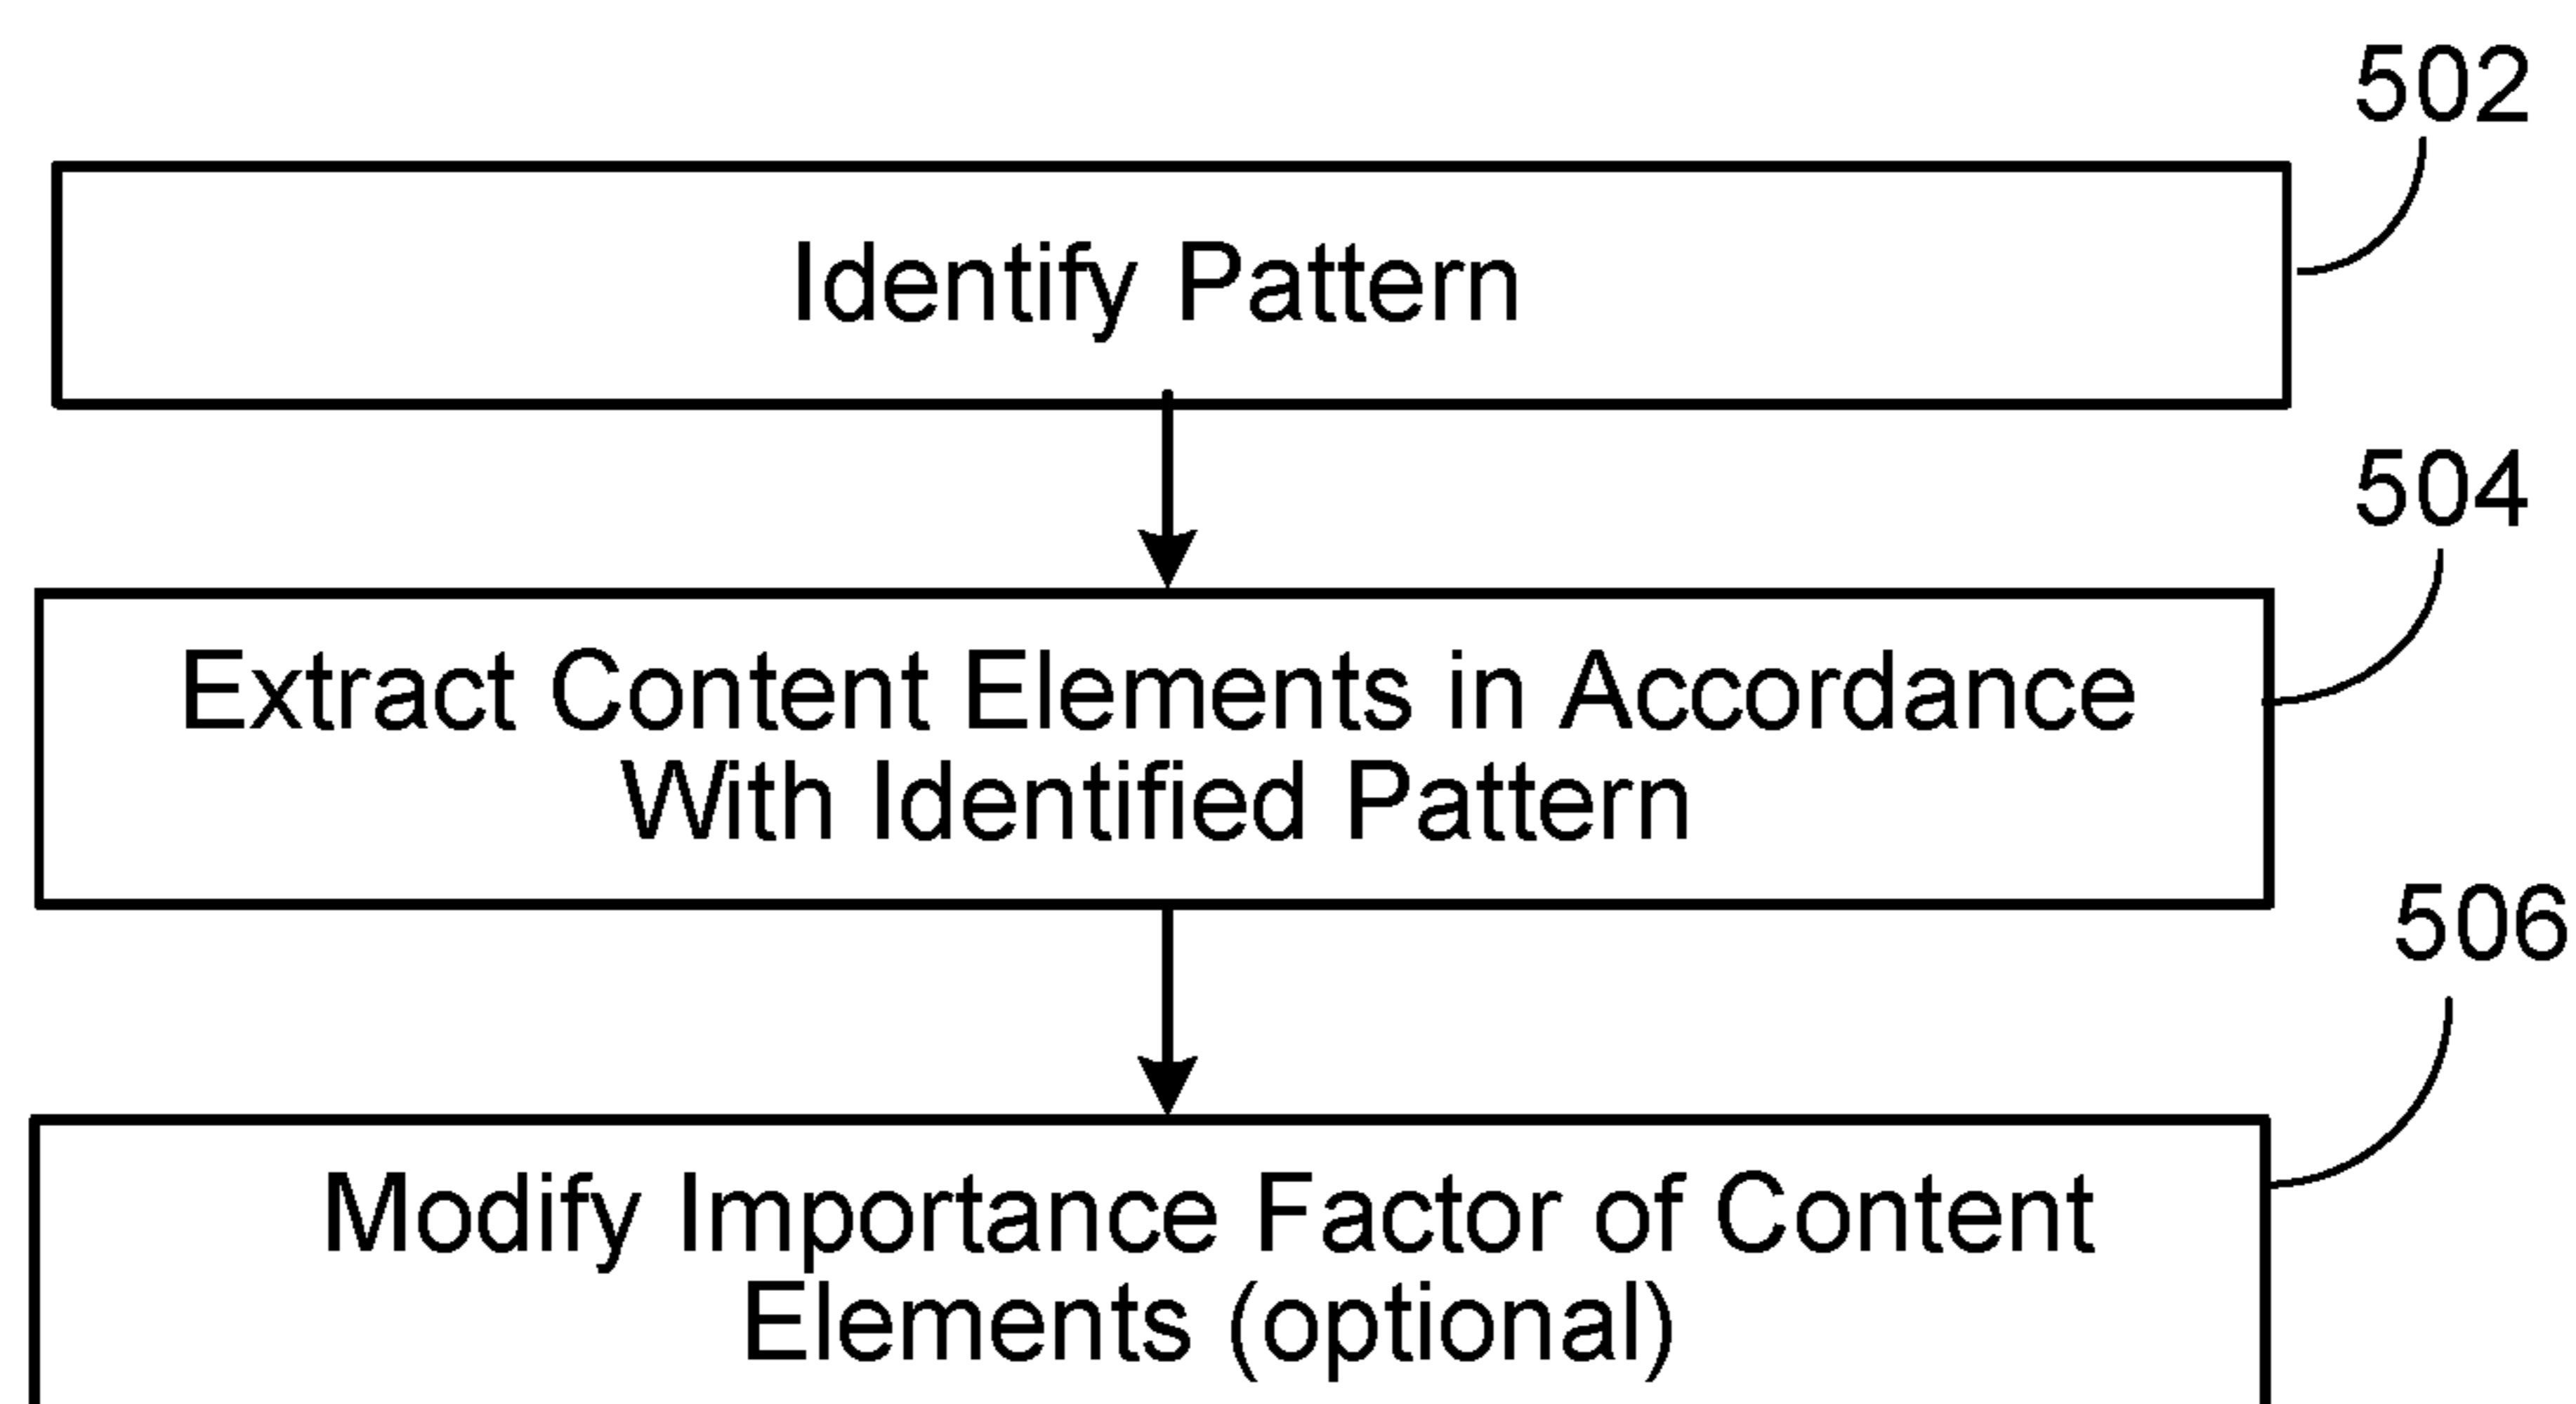 502
Identify Pattern
504
Extract Content Elements in Accordance
With Identified Pattern
506
Modify Importance Factor of Content
Elements (optional)